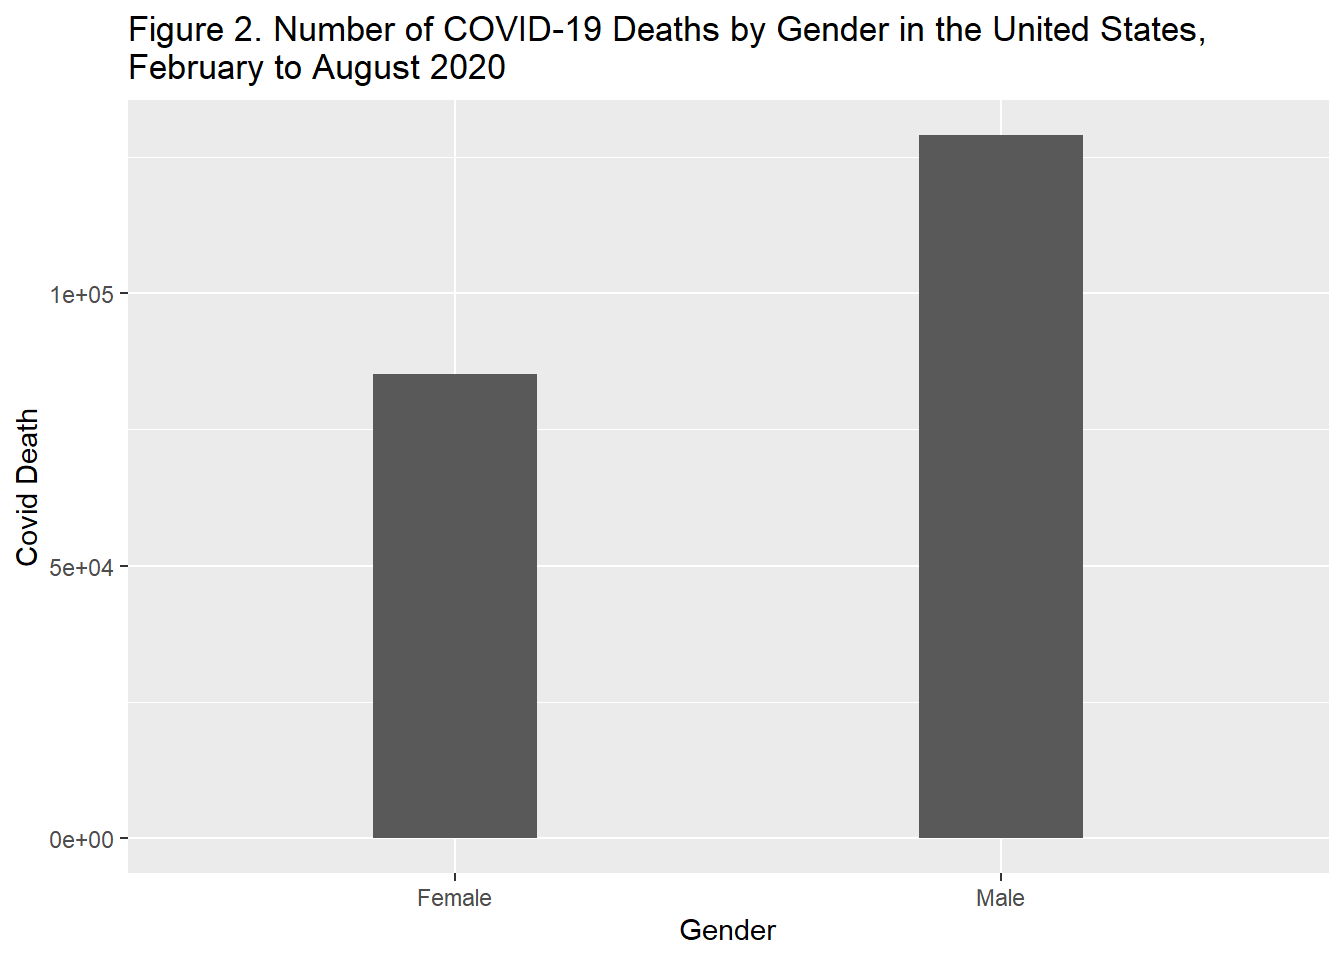 Figure 2. Number of COVID-19 Deaths by Gender in the United States,
February to August 2020
Covid Death
1e+05
5e+04
0e+00
Female
Male
Gender